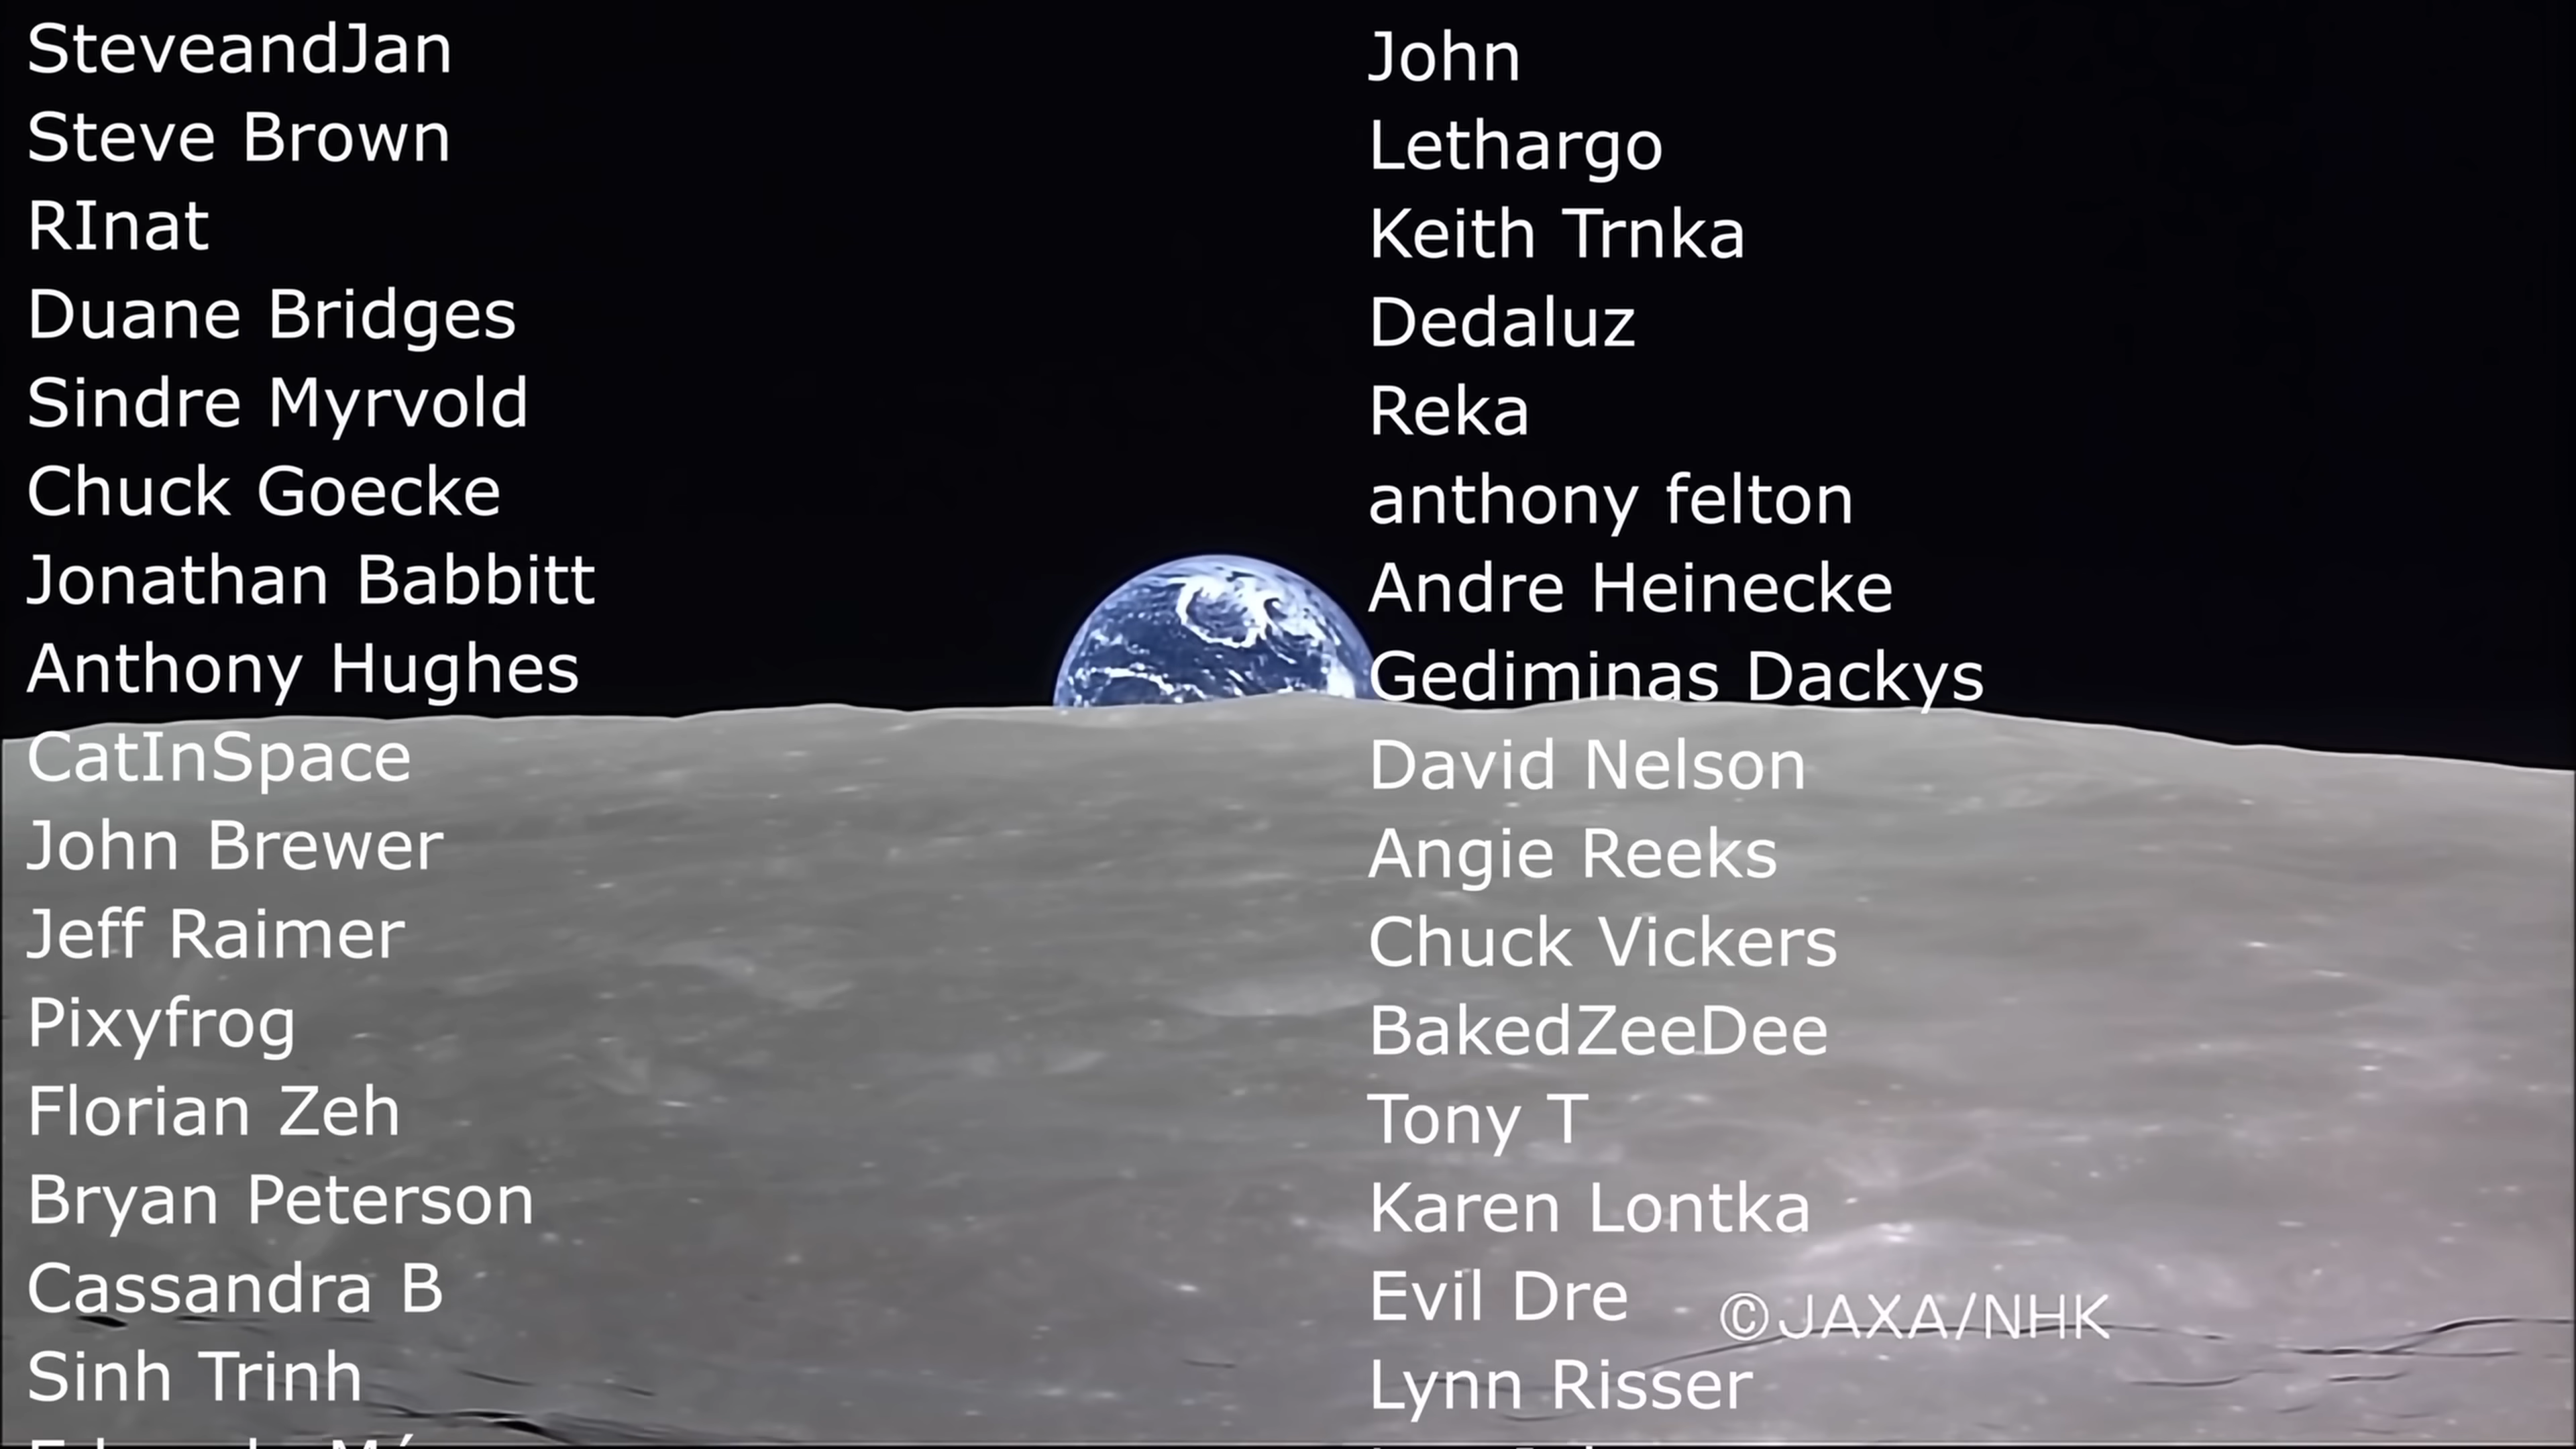 SteveandJan
Steve Brown
RInat
Duane Bridges
Sindre Myrvold
Chuck Goecke
Jonathan Babbitt
Anthony Hughes
CatInSpace
John Brewer
Jeff Raimer
Pixyfrog
Florian Zeh
Bryan Peterson
Cassandra B
Sinh Trinh
John
Lethargo
Keith Trnka
Dedaluz
Reka
anthony felton
Andre Heinecke
Gediminas Dackys
David Nelson
Angie Reeks
Chuck Vickers
BakedZeeDee
Tony T
Karen Lontka
Evil Dre
Lynn Risser
©JAXA/NHK